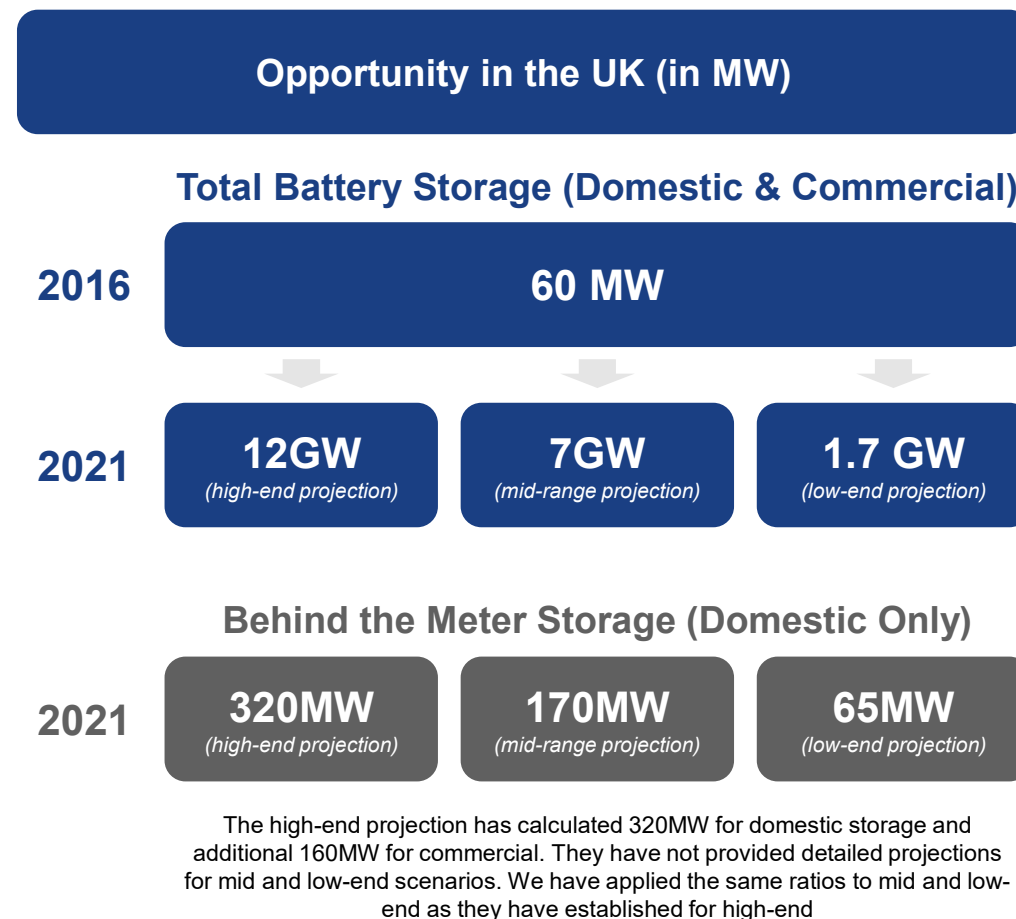 Opportunity in the UK (in MW)
Total Battery Storage (Domestic & Commercial)
2016
60 MW
2021
12GW
(high-end projection)
7GW
(mid-range projection)
1.7 GW
(low-end projection)
Behind the Meter Storage (Domestic Only)
2021
320MW
(high-end projection)
170MW
(mid-range projection)
65MW
(low-end projection)
The high-end projection has calculated 320MW for domestic storage and
additional 160MW for commercial. They have not provided detailed projections
for mid and low-end scenarios. We have applied the same ratios to mid and low-
end as they have established for high-end